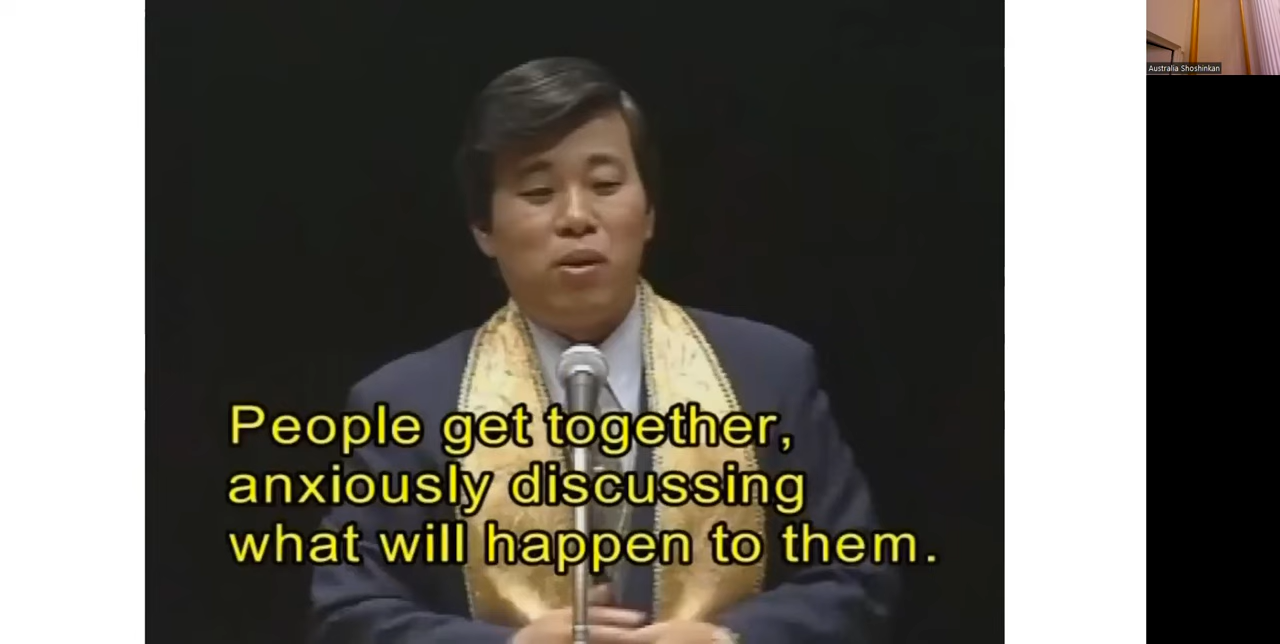 Australia Shoshinkan
People get together,
anxiously discussing
what will happen to them.